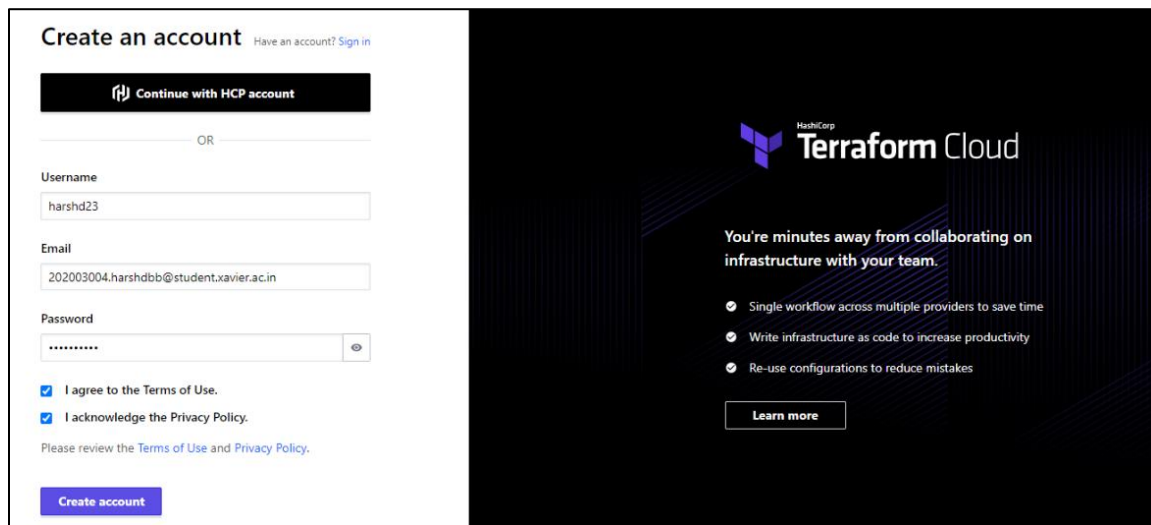 Create an account Have an account? Sign in
Continue with HCP account
OR
Username
harshd23
Email
202003004.harshdbb@student.xavier.ac.in
Password
••••••••••
I agree to the Terms of Use.
I acknowledge the Privacy Policy.
Please review the Terms of Use and Privacy Policy.
Create account
HashiCorp
Terraform Cloud
You're minutes away from collaborating on
infrastructure with your team.
Single workflow across multiple providers to save time
Write infrastructure as code to increase productivity
Re-use configurations to reduce mistakes
Learn more